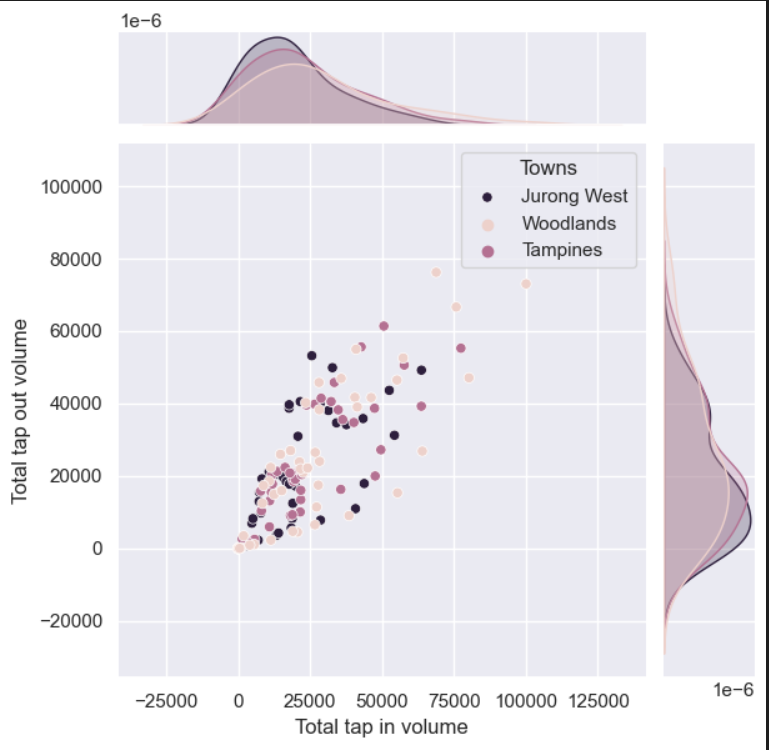 1e−6
Towns
Jurong West
Woodlands
Tampines
Total tap out volume
100000
80000
60000
40000
20000
0
−20000
−25000 0 25000 50000 75000 100000 125000
Total tap in volume
1e−6